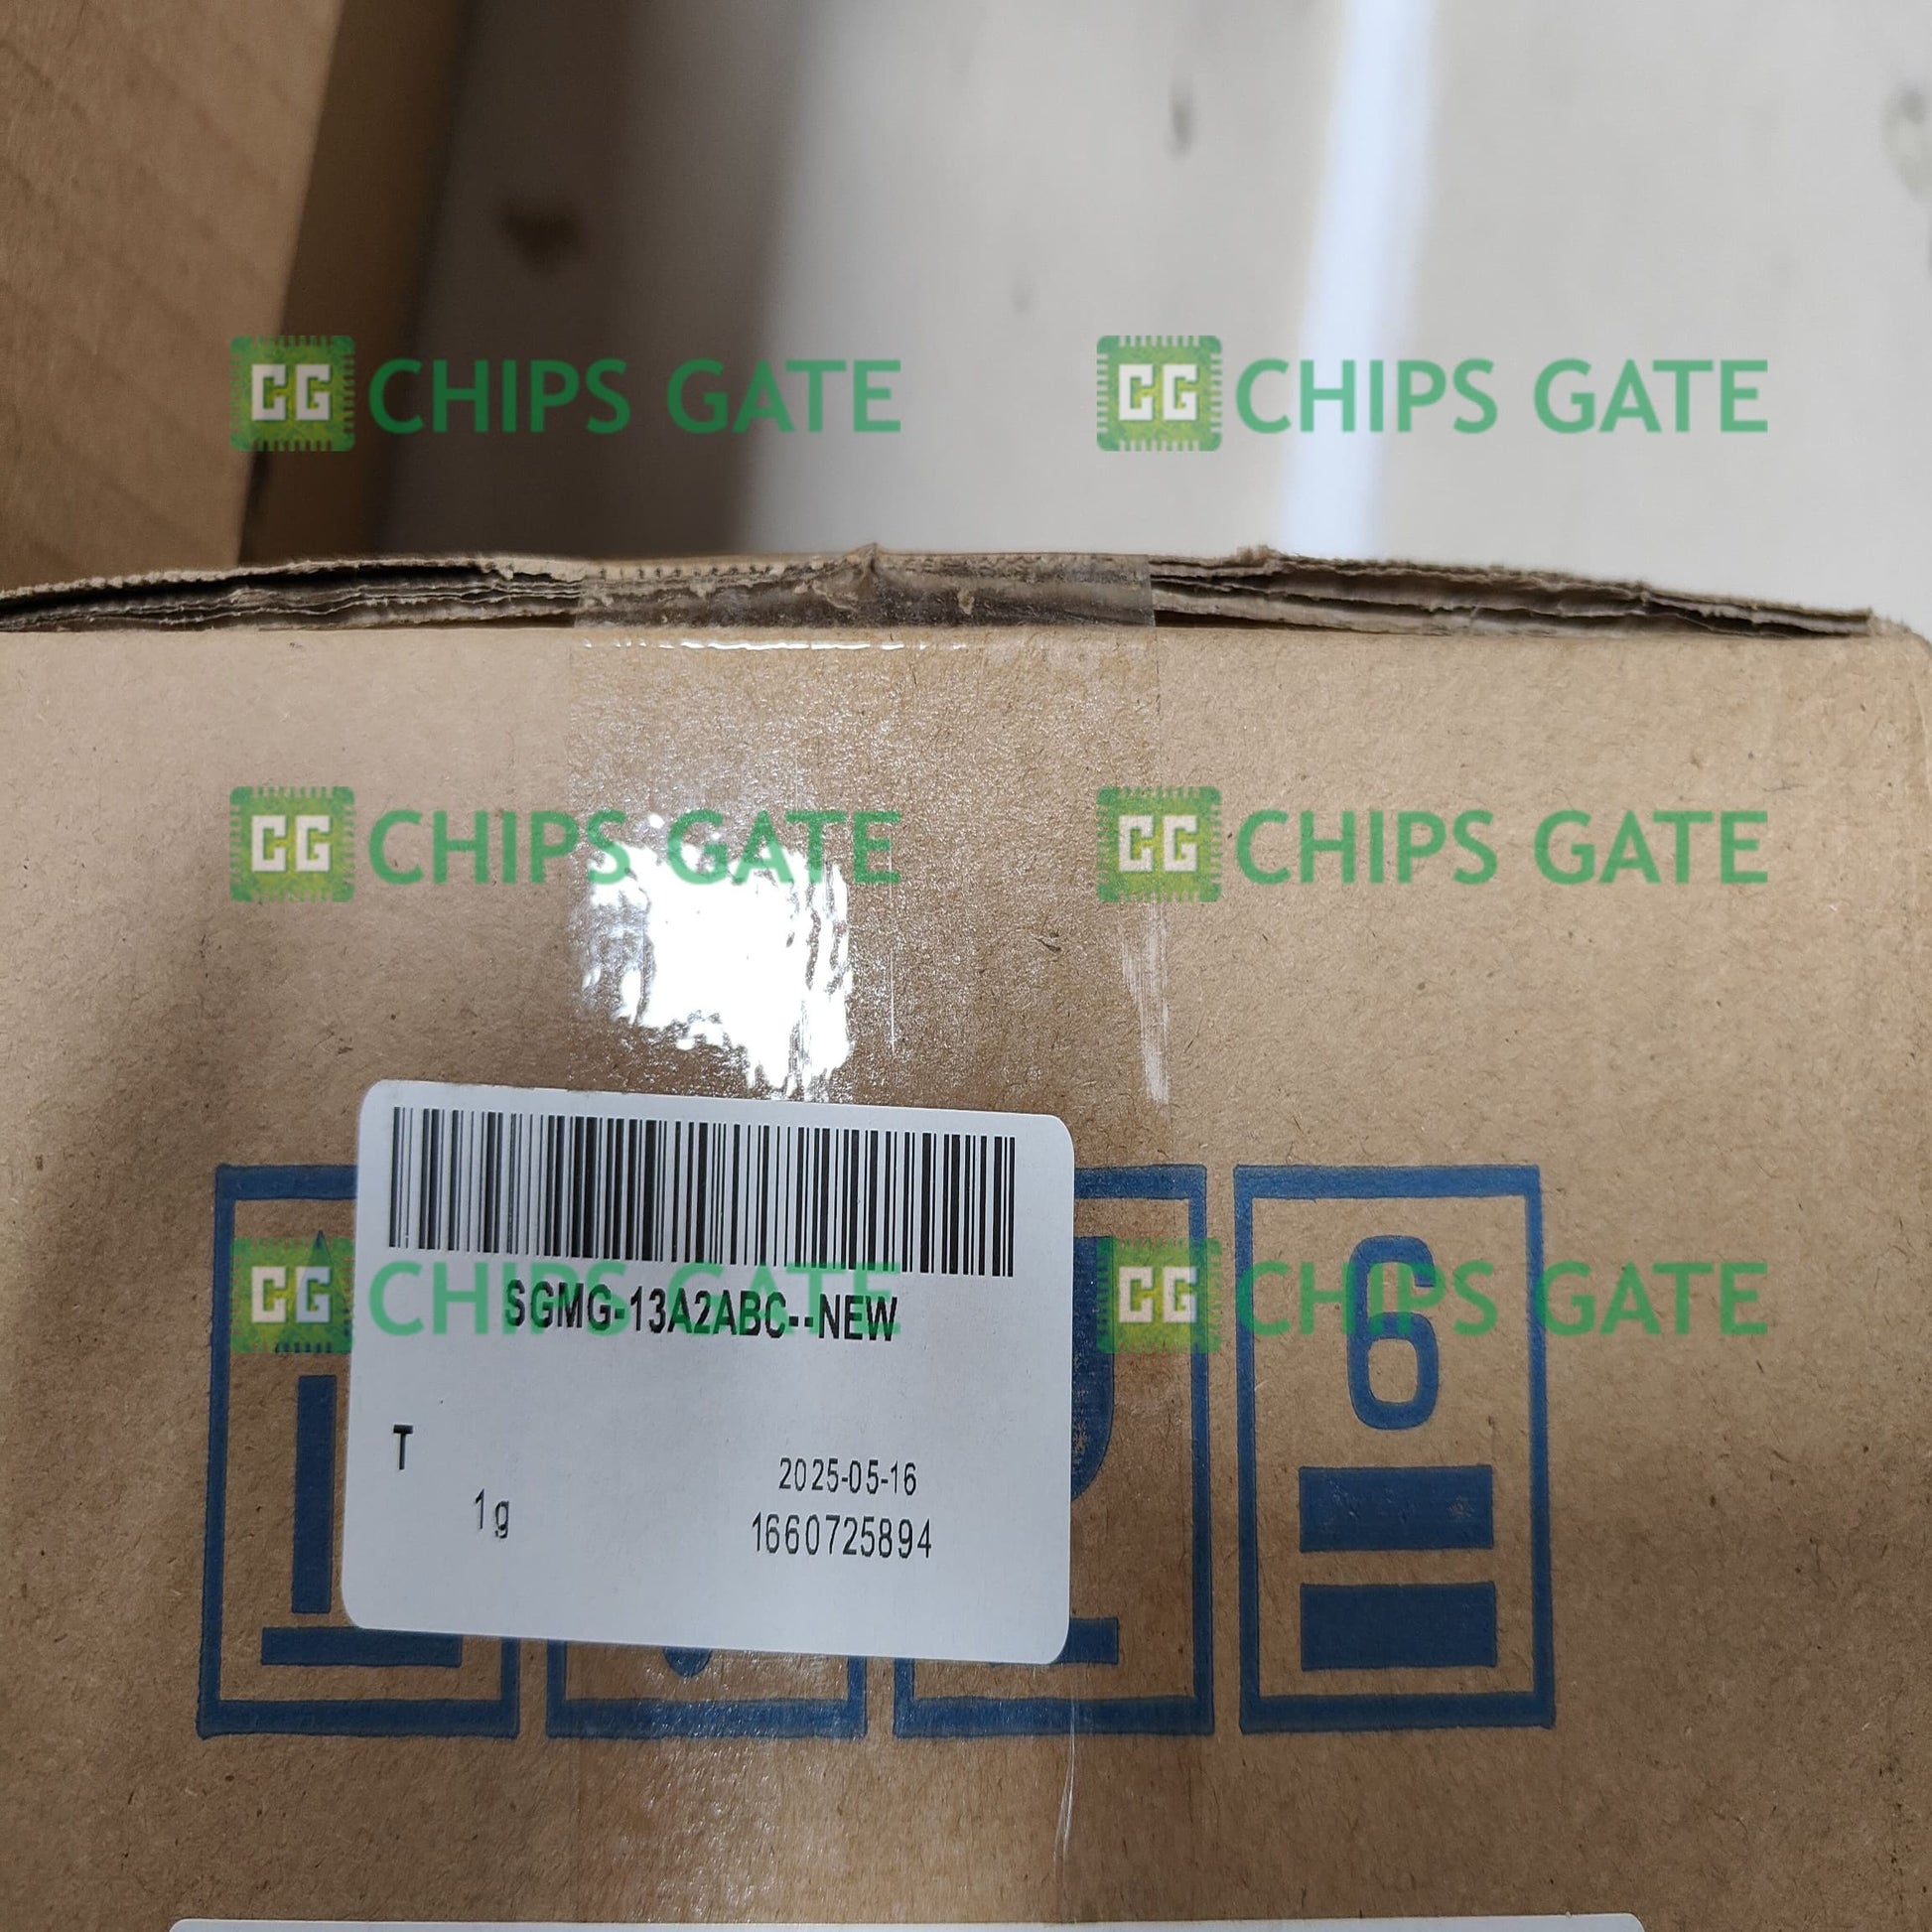 CG CHIPS GATE
CG CHIPS GATE
CG CHIPS GATE
CG CHIPS GATE
SGMG-13A2ABC--NEW
CG CHIPS GATE
CG CHIPS GATE
6
T
2025-05-16
1g
1660725894